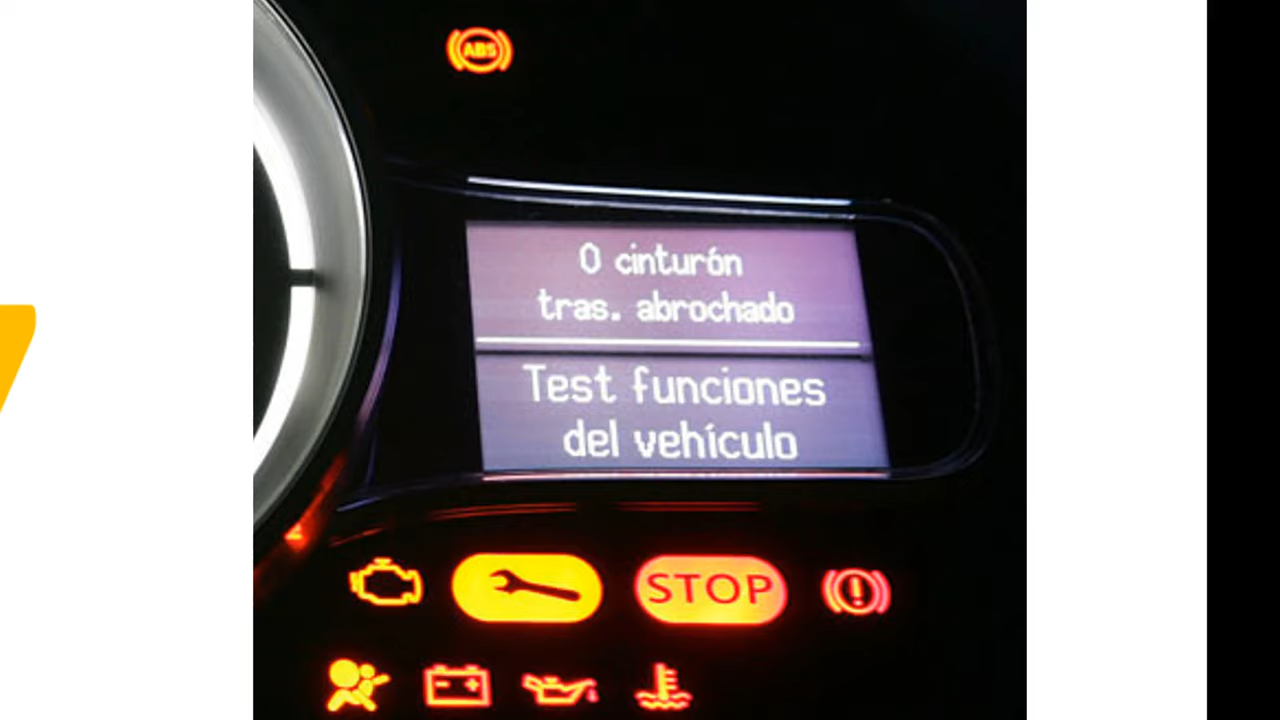 ABS
0 cinturón
tras. abrochado
Test funciones
del vehículo
STOP